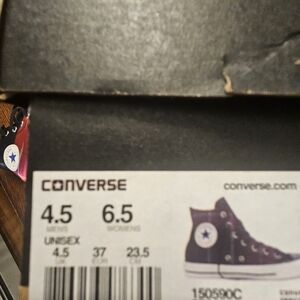 CONVERSE
converse.com
4.5 6.5
MENS WOMENS
UNISEX
4.5 37 23.5
UK EUR CM
150590C